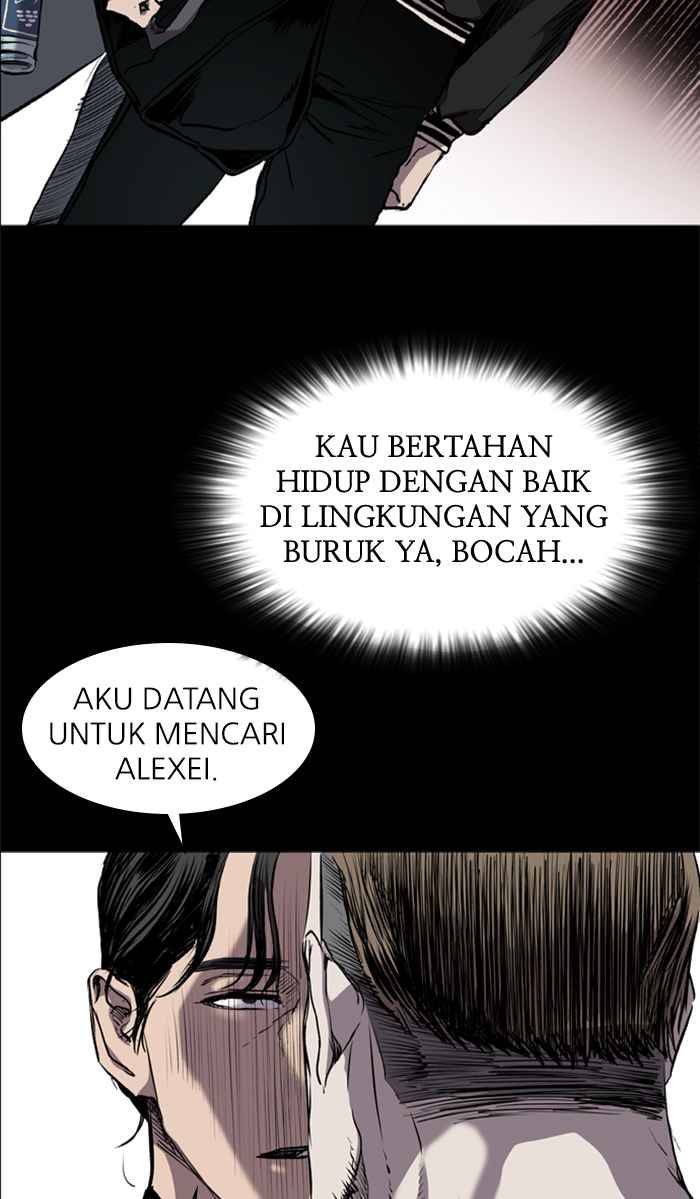 KAU BERTAHAN
HIDUP DENGAN BAIK
DI LINGKUNGAN YANG
BURUK YA, BOCAH...
AKU DATANG
UNTUK MENCARI
ALEXEI.